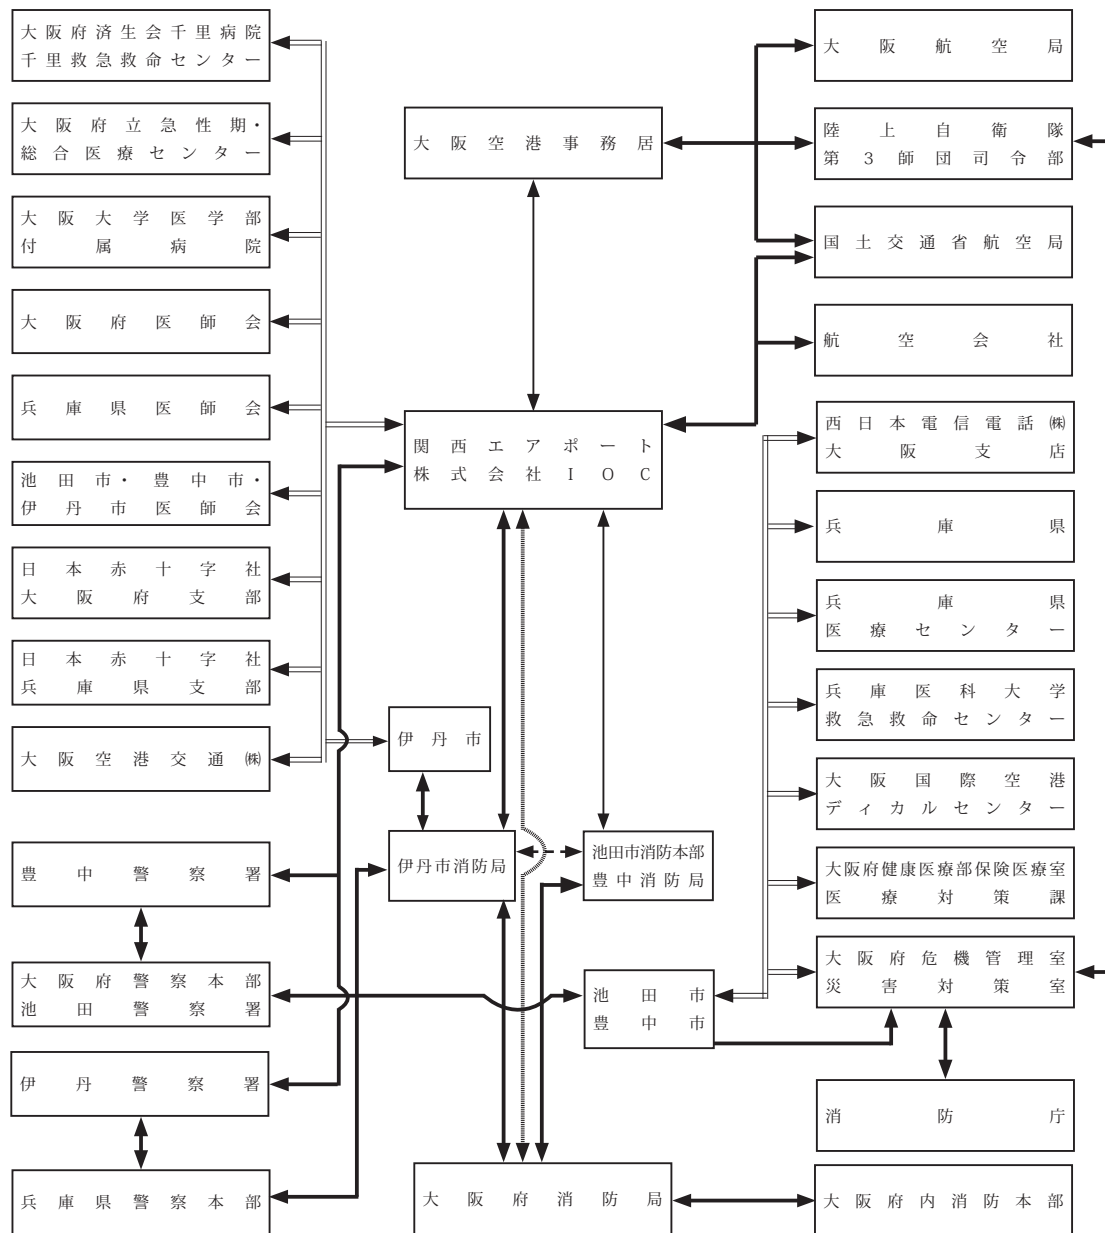 大阪府済生会千里病院
千里救急救命センター
大阪府立急性期・
総合医療センター
大阪大学医学部
付属病院
大阪府医師会
兵庫県医師会
池田市・豊中市・
伊丹市医師会
日本赤十字社
大阪府支部
日本赤十字社
兵庫県支部
大阪空港交通㈱
豊中警察署
大阪府警察本部
池田警察署
伊丹警察署
兵庫県警察本部
大阪空港事務居
関西エアポート
株式会社IOC
伊丹市
伊丹市消防局
池田市消防本部
豊中消防局
池田市
豊中市
大阪府消防局
大阪航空局
陸上自衛隊
第3師団司令部
国土交通省航空局
航空会社
西日本電信電話㈱
大阪支店
兵庫県
兵庫県
医療センター
兵庫医科大学
救急救命センター
大阪国際空港
ディカルセンター
大阪府健康医療部保険医療室
医療対策課
大阪府危機管理室
災害対策室
消防庁
大阪府内消防本部